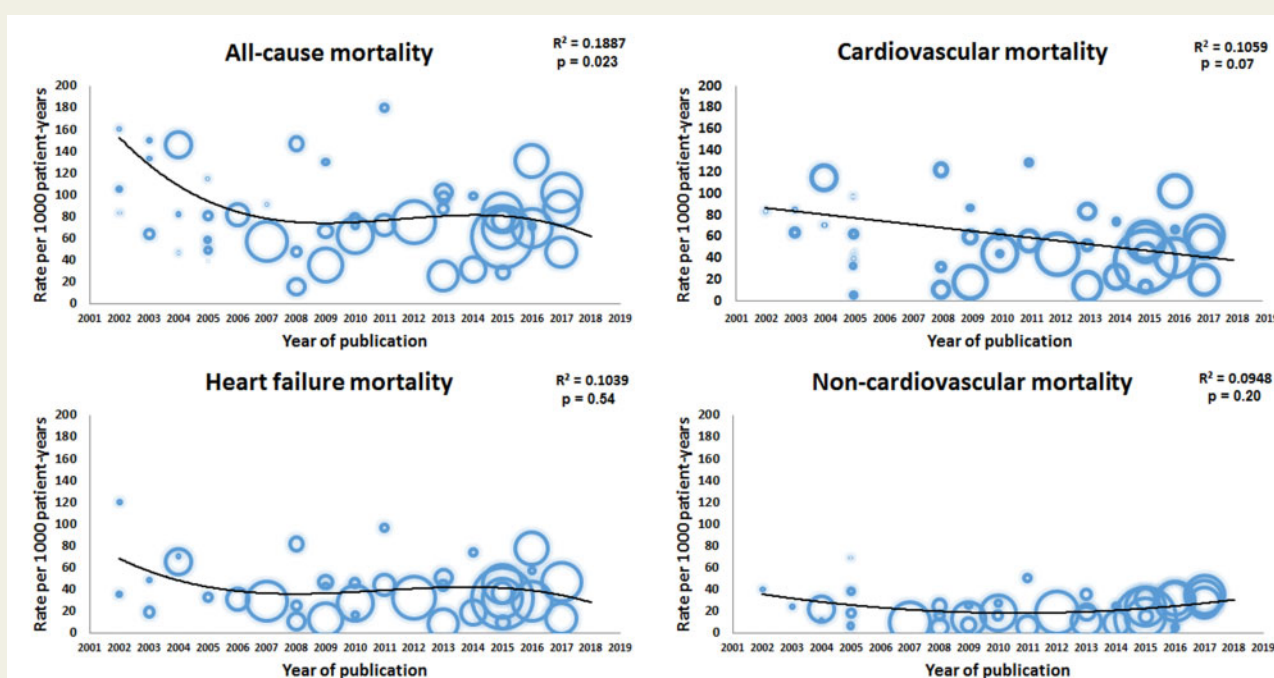 All-cause mortality
R² = 0.1887
p = 0.023
Rate per 1000 patient-years
200
180
160
140
120
100
80
60
40
20
0
2001 2002 2003 2004 2005 2006 2007 2008 2009 2010 2011 2012 2013 2014 2015 2016 2017 2018 2019
Year of publication
Cardiovascular mortality
R² = 0.1059
p = 0.07
Rate per 1000 patient-years
200
180
160
140
120
100
80
60
40
20
0
2001 2002 2003 2004 2005 2006 2007 2008 2009 2010 2011 2012 2013 2014 2015 2016 2017 2018 2019
Year of publication
Heart failure mortality
R² = 0.1039
p = 0.54
Rate per 1000 patient-years
200
180
160
140
120
100
80
60
40
20
0
2001 2002 2003 2004 2005 2006 2007 2008 2009 2010 2011 2012 2013 2014 2015 2016 2017 2018 2019
Year of publication
Non-cardiovascular mortality
R² = 0.0948
p = 0.20
Rate per 1000 patient-years
200
180
160
140
120
100
80
60
40
20
0
2001 2002 2003 2004 2005 2006 2007 2008 2009 2010 2011 2012 2013 2014 2015 2016 2017 2018 2019
Year of publication